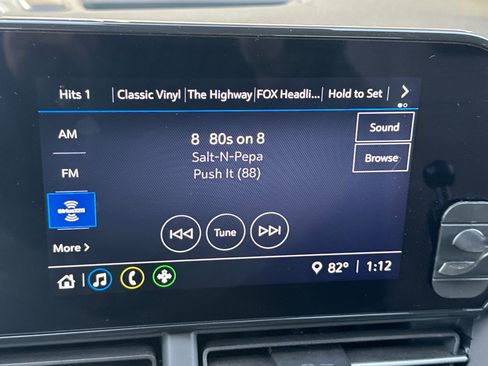 Hits 1 Classic Vinyl The Highway FOX Headli... Hold to Set
AM
8 80s on 8
Sound
Salt-N-Pepa
Browse
FM
Push It (88)
SiriusXM
More
Tune
82° 1:12